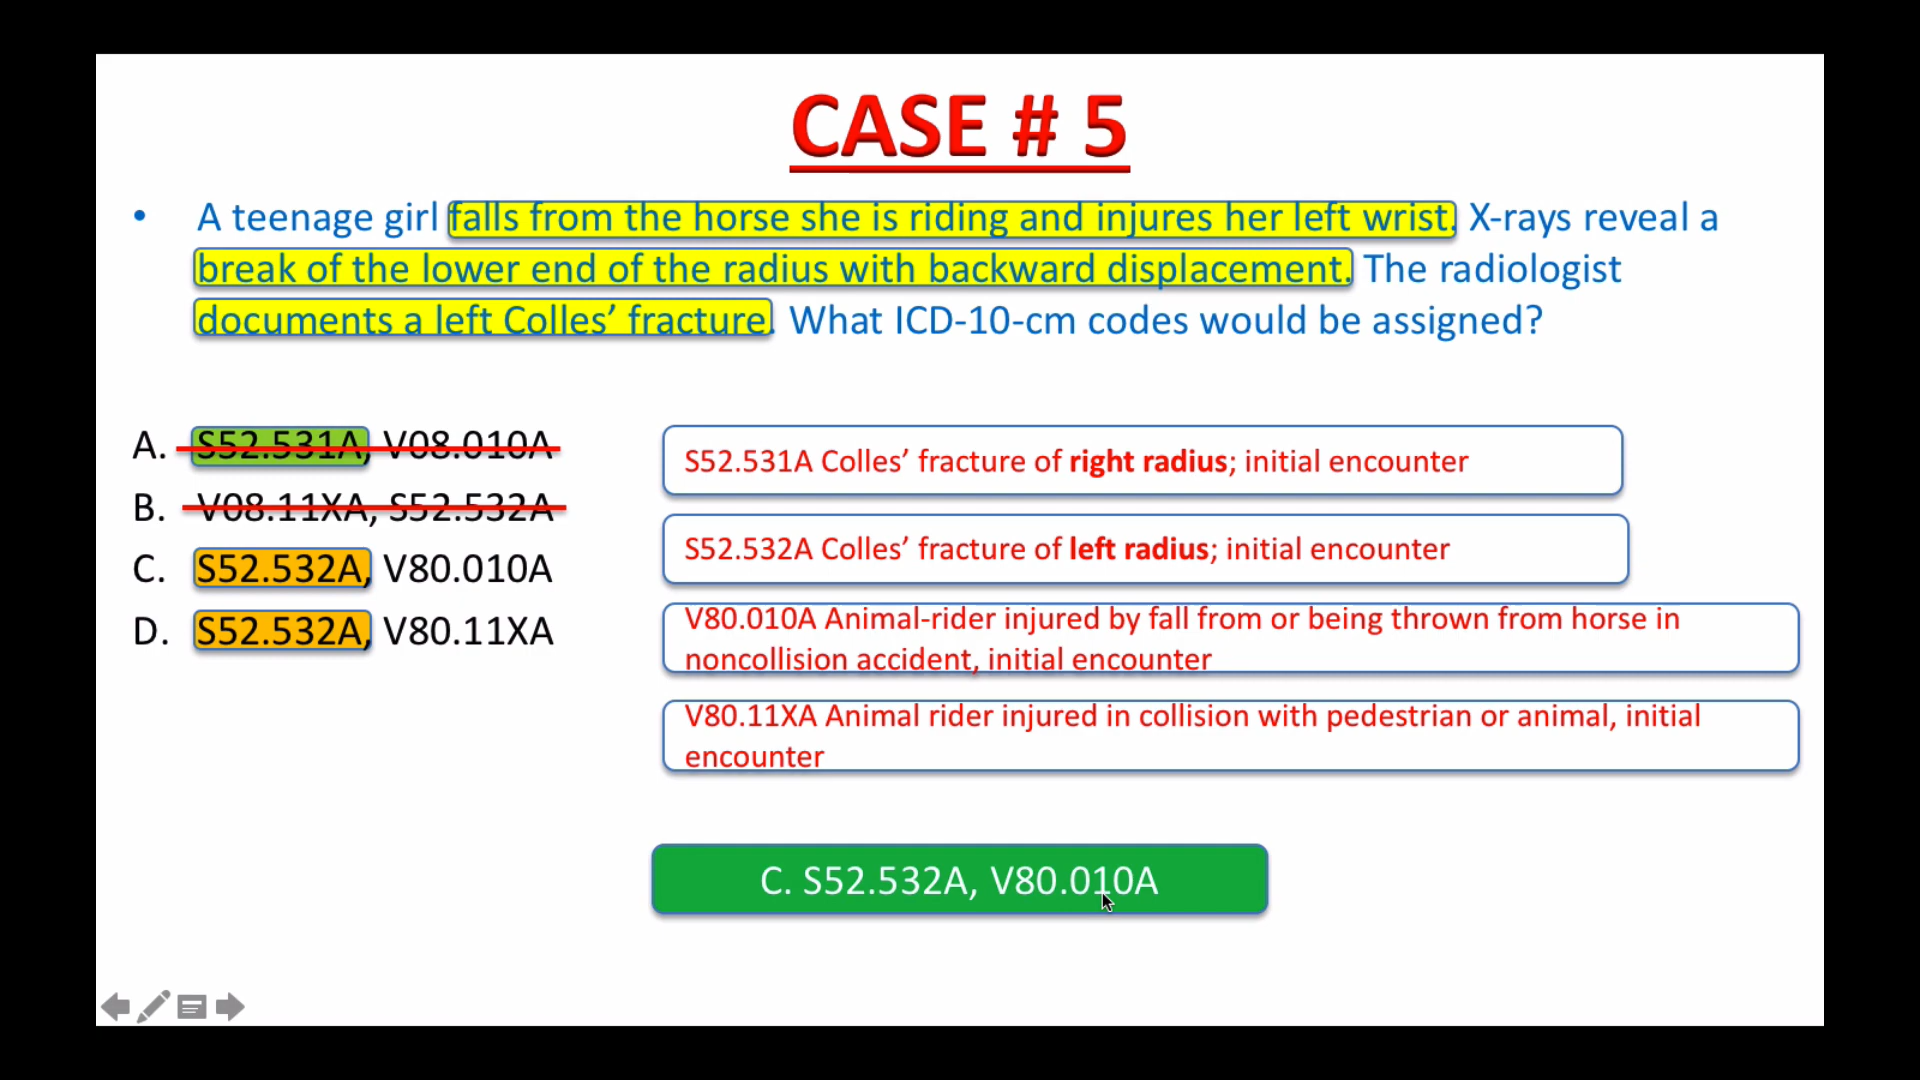 CASE # 5
• A teenage girl falls from the horse she is riding and injures her left wrist. X-rays reveal a
break of the lower end of the radius with backward displacement. The radiologist
documents a left Colles’ fracture. What ICD-10-cm codes would be assigned?
A. S52.531A, V08.010A
B. V08.11XA, S52.532A
C. S52.532A, V80.010A
D. S52.532A, V80.11XA
S52.531A Colles’ fracture of right radius; initial encounter
S52.532A Colles’ fracture of left radius; initial encounter
V80.010A Animal-rider injured by fall from or being thrown from horse in
noncollision accident, initial encounter
V80.11XA Animal rider injured in collision with pedestrian or animal, initial
encounter
C. S52.532A, V80.010A